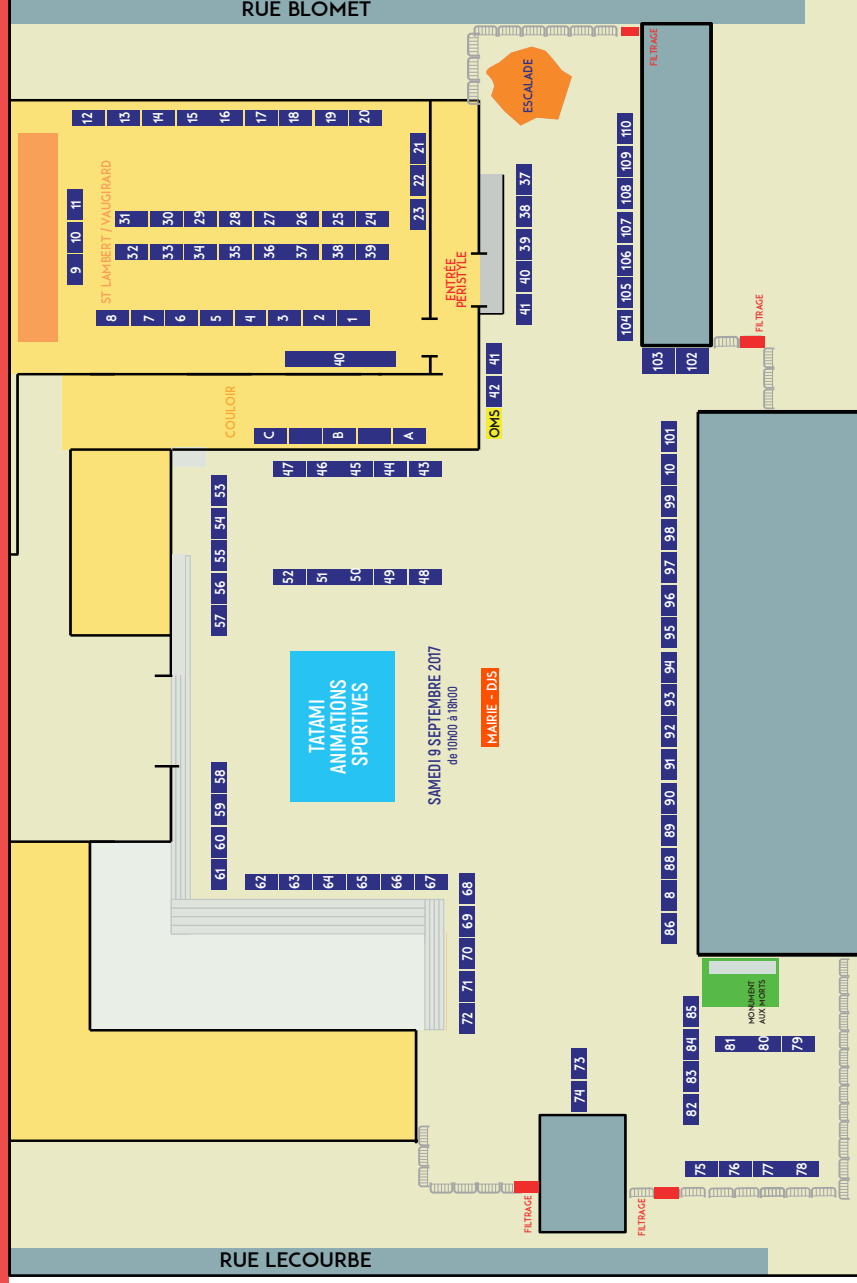 RUE BLOMET
FILTRAGE
ESCALADE
12 13 14 15 16 17 18 19 20
21
22
23
ST LAMBERT / VAUGIRARD
11
10
9
31 30 29 28 27 26 25 24
32 33 34 35 36 37 38 39
8 7 6 5 4 3 2 1
40
ENTRÉE
PÉRISTYLE
37
38
39
40
41
110
109
108
107
106
105
104
103 102
FILTRAGE
41
42
OMS
COULOIR
C B A
47 46 45 44 43
53
54
55
56
57
52 51 50 49 48
101
10
99
98
97
96
95
94
93
92
91
90
89
88
8
86
TATAMI
ANIMATIONS
SPORTIVES
SAMEDI 9 SEPTEMBRE 2017
de 10h00 à 18h00
MAIRIE - DJS
58
59
60
61
62 63 64 65 66 67
68
69
70
71
72
MONUMENT
AUX MORTS
85
84
83
82
81 80 79
73
74
75 76 77 78
FILTRAGE
FILTRAGE
RUE LECOURBE